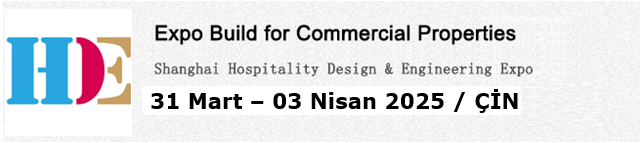 HDE
Expo Build for Commercial Properties
Shanghai Hospitality Design & Engineering Expo
31 Mart – 03 Nisan 2025 / ÇİN